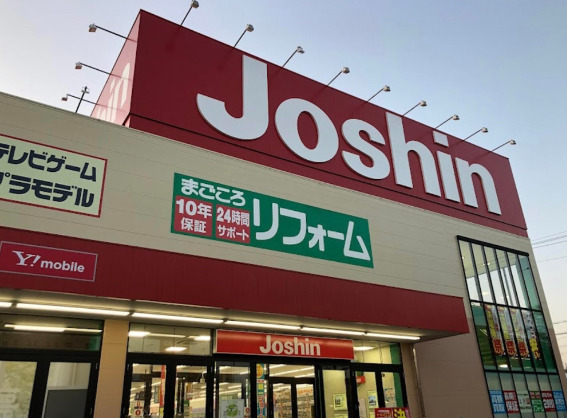 Joshin
テレビゲーム
プラモデル
まごころ
10年
保証
24時間
サポート
リフォーム
Y!mobile
Joshin